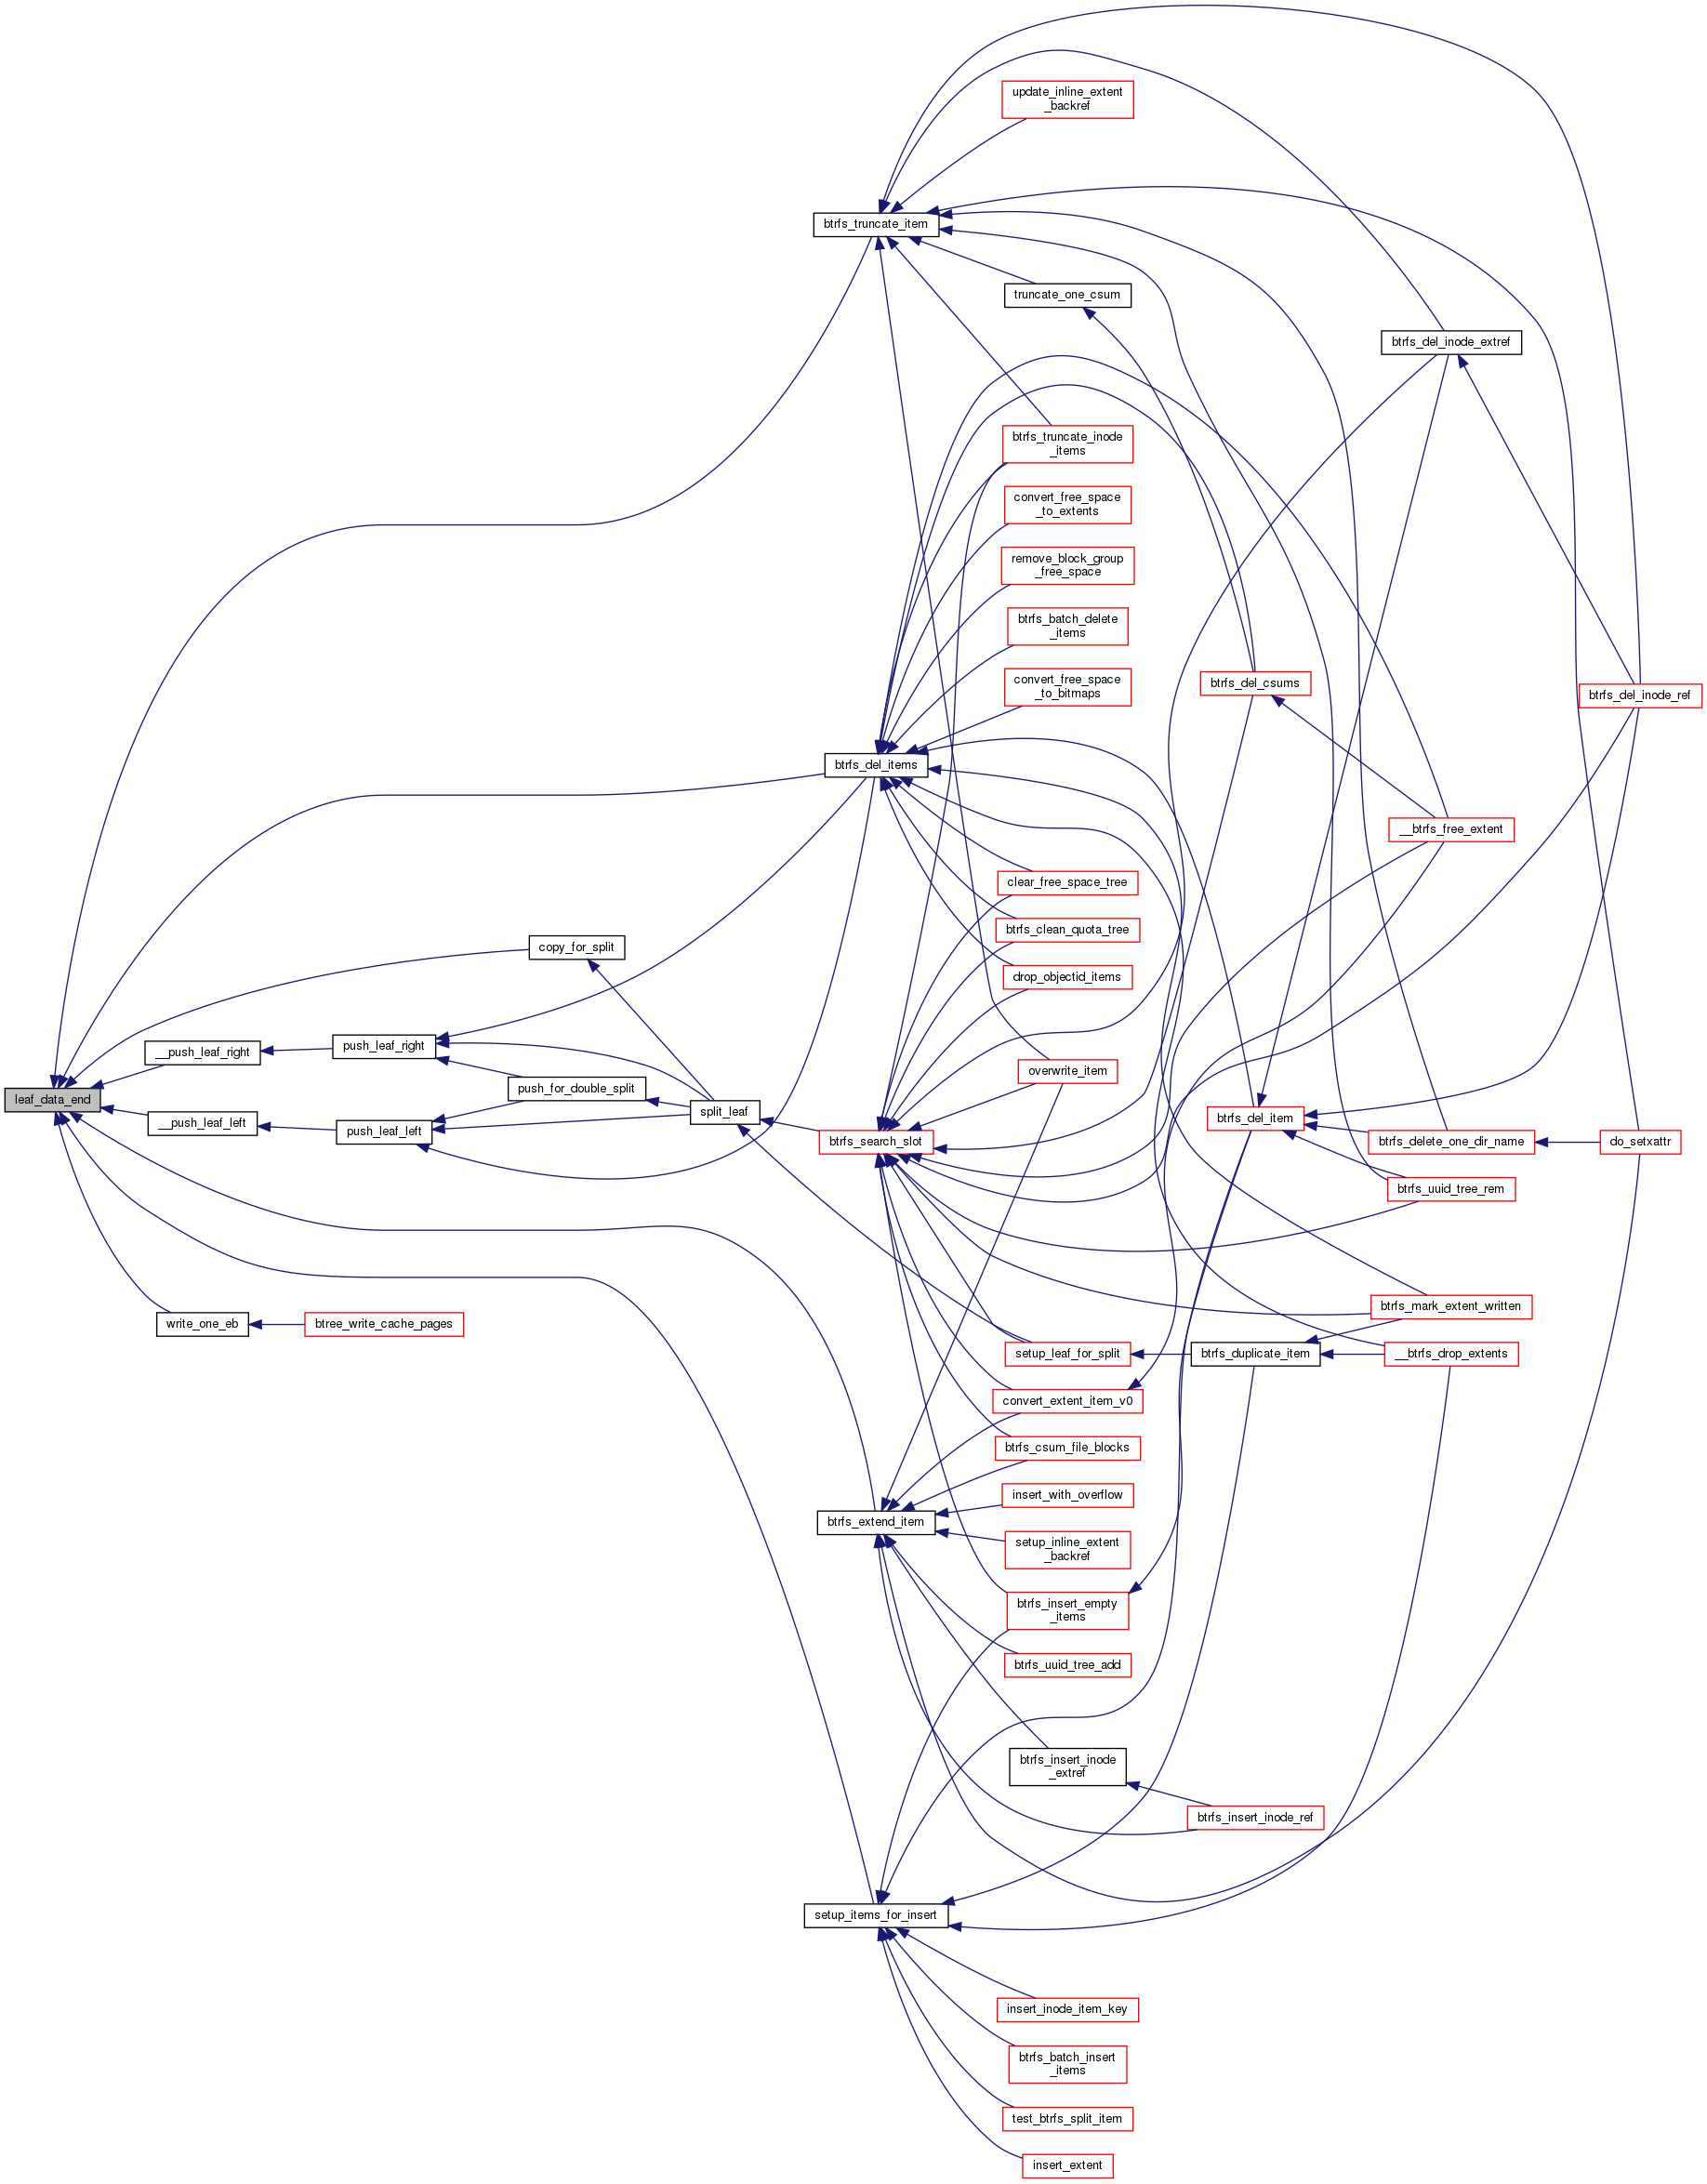 update_inline_extent
_backref
btrfs_truncate_item
truncate_one_csum
btrfs_del_inode_extref
btrfs_truncate_inode
_items
convert_free_space
_to_extents
remove_block_group
_free_space
btrfs_batch_delete
_items
convert_free_space
_to_bitmaps
btrfs_del_csums
btrfs_del_inode_ref
btrfs_del_items
__btrfs_free_extent
clear_free_space_tree
btrfs_clean_quota_tree
copy_for_split
drop_objectid_items
push_leaf_right
__push_leaf_right
overwrite_item
push_for_double_split
leaf_data_end
split_leaf
btrfs_del_item
__push_leaf_left
push_leaf_left
btrfs_search_slot
btrfs_delete_one_dir_name
do_setxattr
btrfs_uuid_tree_rem
btrfs_mark_extent_written
write_one_eb
btree_write_cache_pages
setup_leaf_for_split
btrfs_duplicate_item
__btrfs_drop_extents
convert_extent_item_v0
btrfs_csum_file_blocks
insert_with_overflow
btrfs_extend_item
setup_inline_extent
_backref
btrfs_insert_empty
_items
btrfs_uuid_tree_add
btrfs_insert_inode
_extref
btrfs_insert_inode_ref
setup_items_for_insert
insert_inode_item_key
btrfs_batch_insert
_items
test_btrfs_split_item
insert_extent